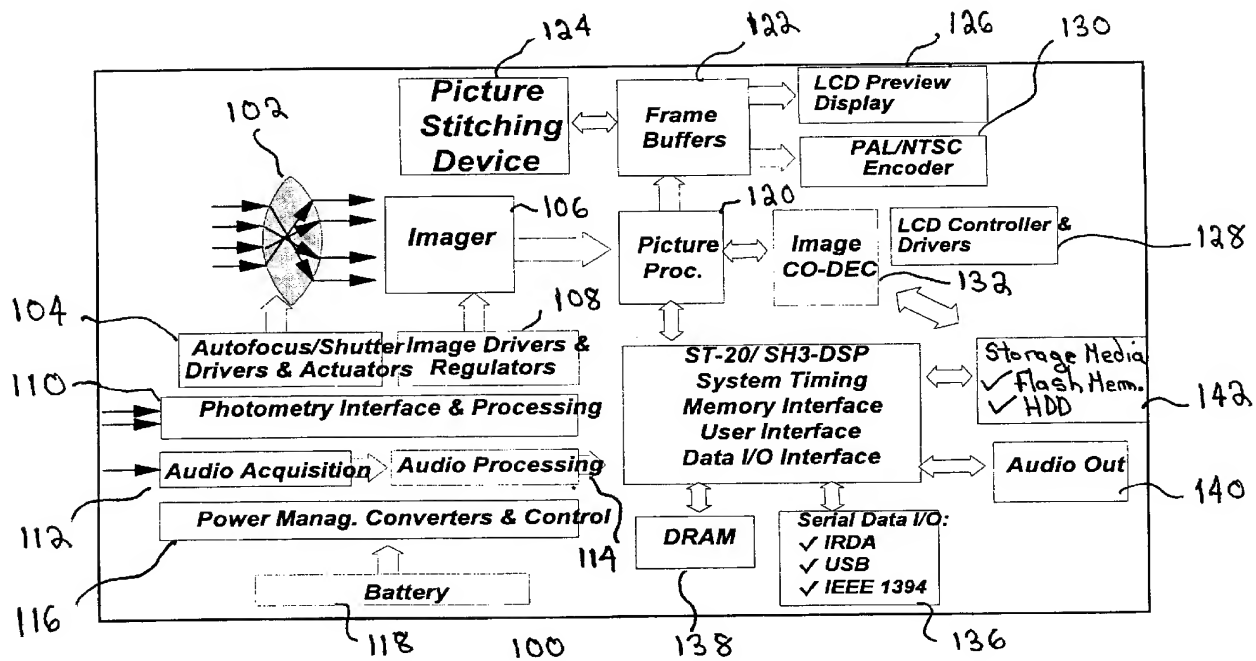 124
122
126
130
Picture
Stitching
Device
Frame
Buffers
LCD Preview
Display
PAL/NTSC
Encoder
102
106
120
Imager
Picture
Proc.
Image
CO-DEC
132
LCD Controller &
Drivers
128
104
108
Autofocus/Shutter
Drivers & Actuators
Image Drivers &
Regulators
110
Photometry Interface & Processing
ST-20/ SH3-DSP
System Timing
Memory Interface
User Interface
Data I/O Interface
Storage Media
✓ Flash Mem.
✓ HDD
142
Audio Acquisition
Audio Processing
Audio Out
140
112
114
Power Manag. Converters & Control
116
Battery
118
DRAM
138
Serial Data I/O:
✓ IRDA
✓ USB
✓ IEEE 1394
136
100